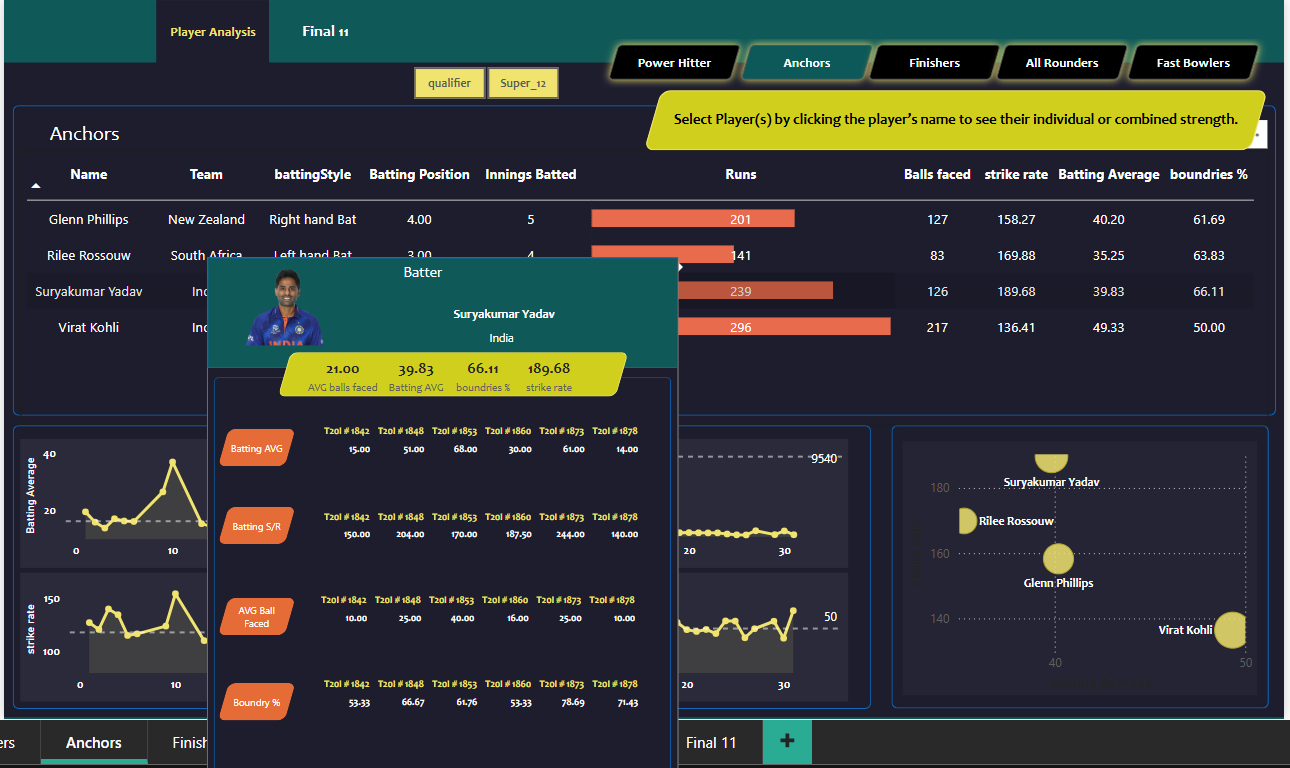 Player Analysis
Final 11
Power Hitter
Anchors
Finishers
All Rounders
Fast Bowlers
qualifier
Super_12
Select Player(s) by clicking the player's name to see their individual or combined strength.
Anchors
Name Team battingStyle Batting Position Innings Batted Runs Balls faced strike rate Batting Average boundries %
Glenn Phillips New Zealand Right hand Bat 4.00 5 201 127 158.27 40.20 61.69
Rilee Rossouw South Africa Left hand Bat 3.00 4 141 83 169.88 35.25 63.83
Suryakumar Yadav Inc 239 126 189.68 39.83 66.11
Virat Kohli Inc 296 217 136.41 49.33 50.00
Batter
Suryakumar Yadav
India
INDIA
21.00 39.83 66.11 189.68
AVG balls faced Batting AVG boundries % strike rate
T20I # 1842 T20I # 1848 T20I # 1853 T20I # 1860 T20I # 1873 T20I # 1878
Batting AVG 15.00 51.00 68.00 30.00 61.00 14.00
T20I # 1842 T20I # 1848 T20I # 1853 T20I # 1860 T20I # 1873 T20I # 1878
Batting S/R 150.00 204.00 170.00 187.50 244.00 140.00
T20I # 1842 T20I # 1848 T20I # 1853 T20I # 1860 T20I # 1873 T20I # 1878
AVG Ball
Faced
10.00 25.00 40.00 16.00 25.00 10.00
T20I # 1842 T20I # 1848 T20I # 1853 T20I # 1860 T20I # 1873 T20I # 1878
Boundry % 53.33 66.67 61.76 53.33 78.69 71.43
Batting Average
40
20
0 10
strike rate
150
100
0 10
9540
20 30
50
20 30
180
160
140
40 50
Suryakumar Yadav
Rilee Rossouw
Glenn Phillips
Virat Kohli
ers
Anchors
Finish
Final 11
+